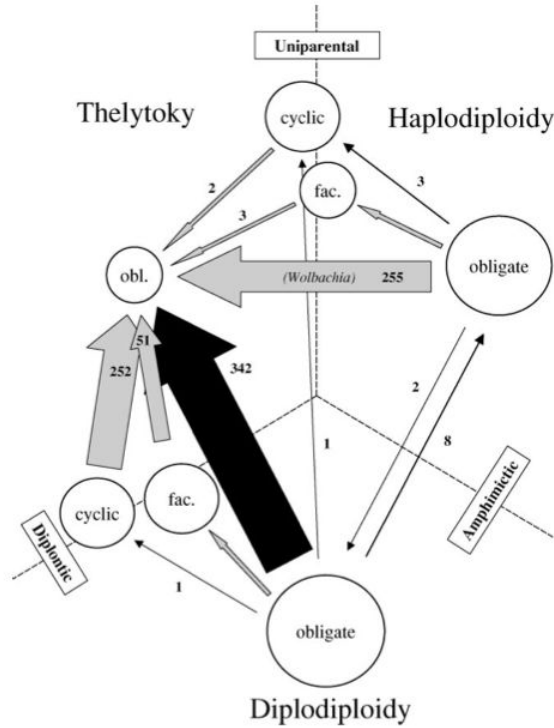 Uniparental
Thelytoky
cyclic
Haplodiploidy
2
3
fac.
3
obl.
(Wolbachia) 255
obligate
51
252
342
2
1
8
fac.
cyclic
Diplontic
Amphimictic
1
obligate
Diplodiploidy